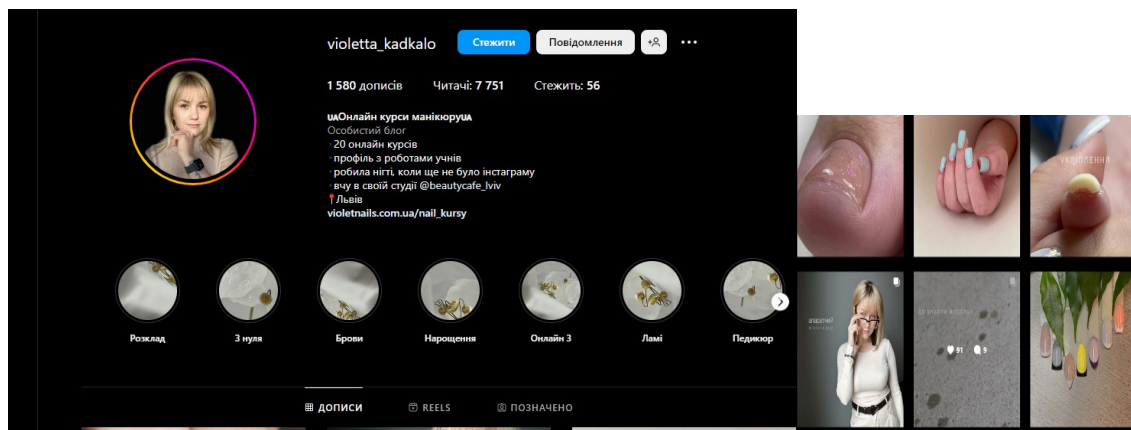 violetta_kadkalo Стежити Повідомлення
1 580 дописів Читачі: 7 751 Стежить: 56
🇺🇦Онлайн курси манікюру🇺🇦
Особистий блог
·20 онлайн курсів
·профіль з роботами учнів
·робила нігті, коли ще не було інстаграму
·вчу в своїй студії @beautycafe_lviv
📍Львів
violetnails.com.ua/nail_kursy
Розклад
З нуля
Брови
Нарощення
Онлайн 3
Ламі
Педикюр
ДОПИСИ
REELS
ПОЗНАЧЕНО
УКРІПЛЕННЯ
апаратний
91 9